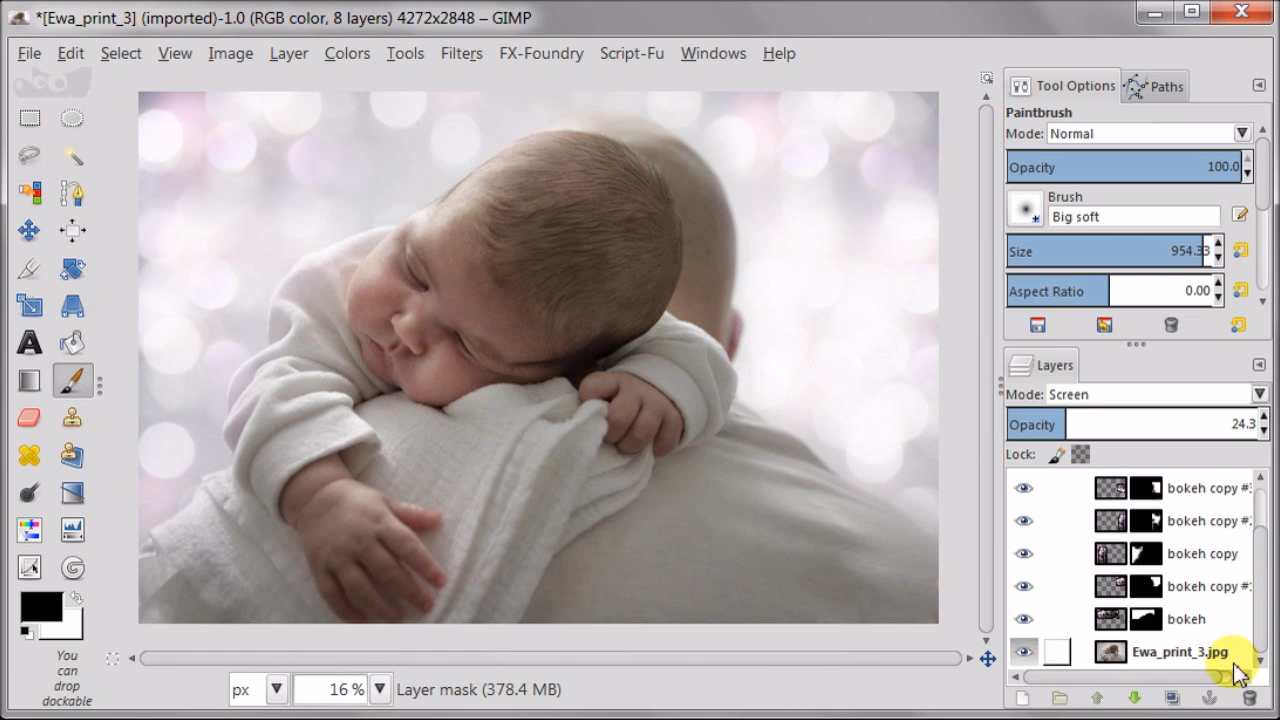 *[Ewa_print_3] (imported)-1.0 (RGB color, 8 layers) 4272x2848 – GIMP
File Edit Select View Image Layer Colors Tools Filters FX-Foundry Script-Fu Windows Help
Tool Options Paths
Paintbrush
Mode: Normal
Opacity 100.0
Brush
Big soft
Size 954.33
Aspect Ratio 0.00
Layers
Mode: Screen
Opacity 24.3
Lock:
bokeh copy #
bokeh copy #
bokeh copy
bokeh copy #
bokeh
Ewa_print_3.jpg
You
can
drop
dockable
px 16 % Layer mask (378.4 MB)